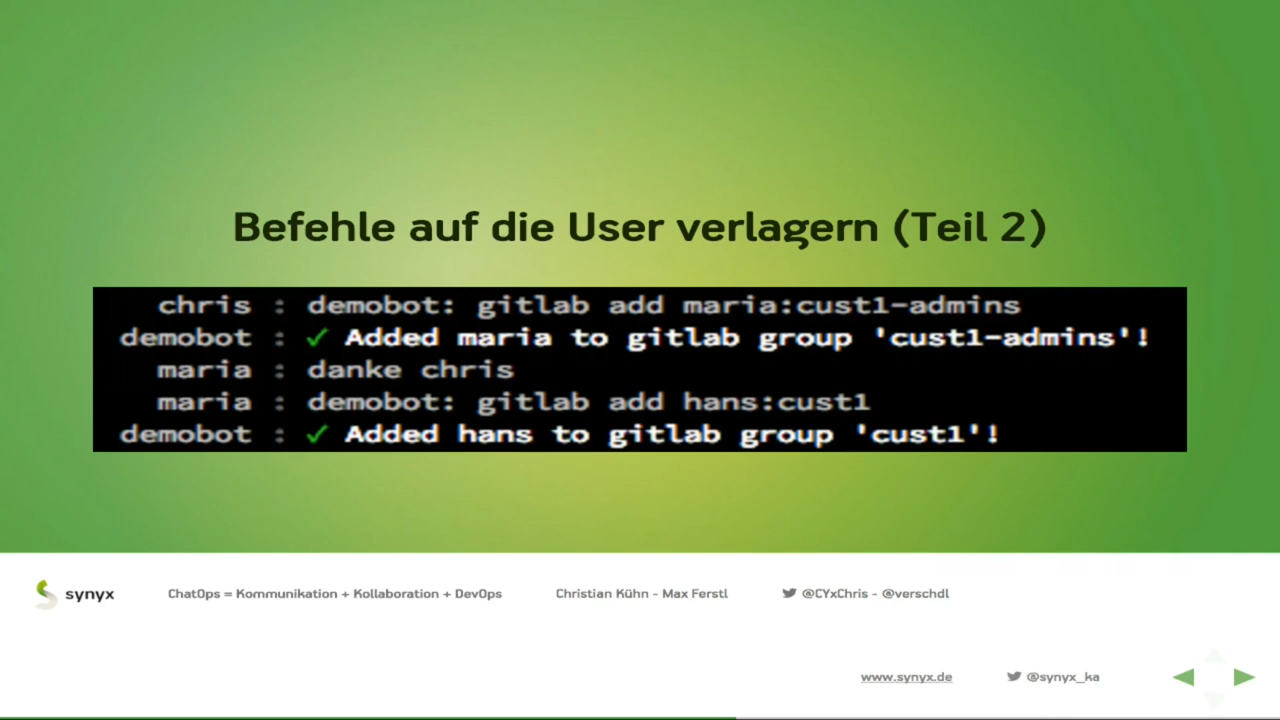 Befehle auf die User verlagern (Teil 2)
chris : demobot: gitlab add maria:cust1-admins
demobot : ✓ Added maria to gitlab group 'cust1-admins'!
maria : danke chris
maria : demobot: gitlab add hans:cust1
demobot : ✓ Added hans to gitlab group 'cust1'!
synyx ChatOps = Kommunikation + Kollaboration + DevOps Christian Kühn - Max Ferstl @CYxChris - @verschdl
www.synyx.de @synyx_ka